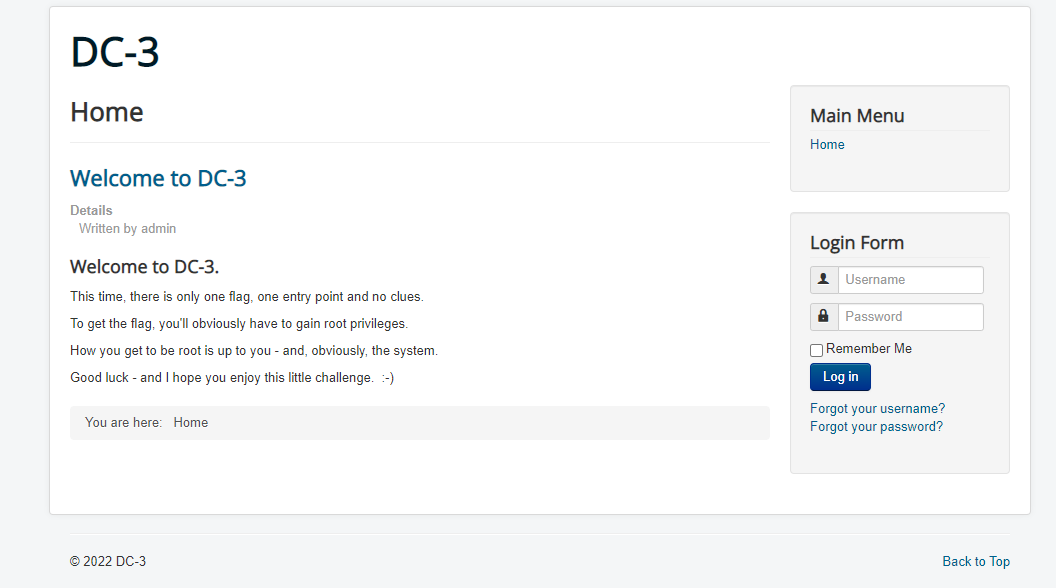 DC-3
Home
Welcome to DC-3
Details
Written by admin
Welcome to DC-3.
This time, there is only one flag, one entry point and no clues.
To get the flag, you'll obviously have to gain root privileges.
How you get to be root is up to you - and, obviously, the system.
Good luck - and I hope you enjoy this little challenge.  :-)
You are here: Home
Main Menu
Home
Login Form
Username
Password
Remember Me
Log in
Forgot your username?
Forgot your password?
© 2022 DC-3
Back to Top